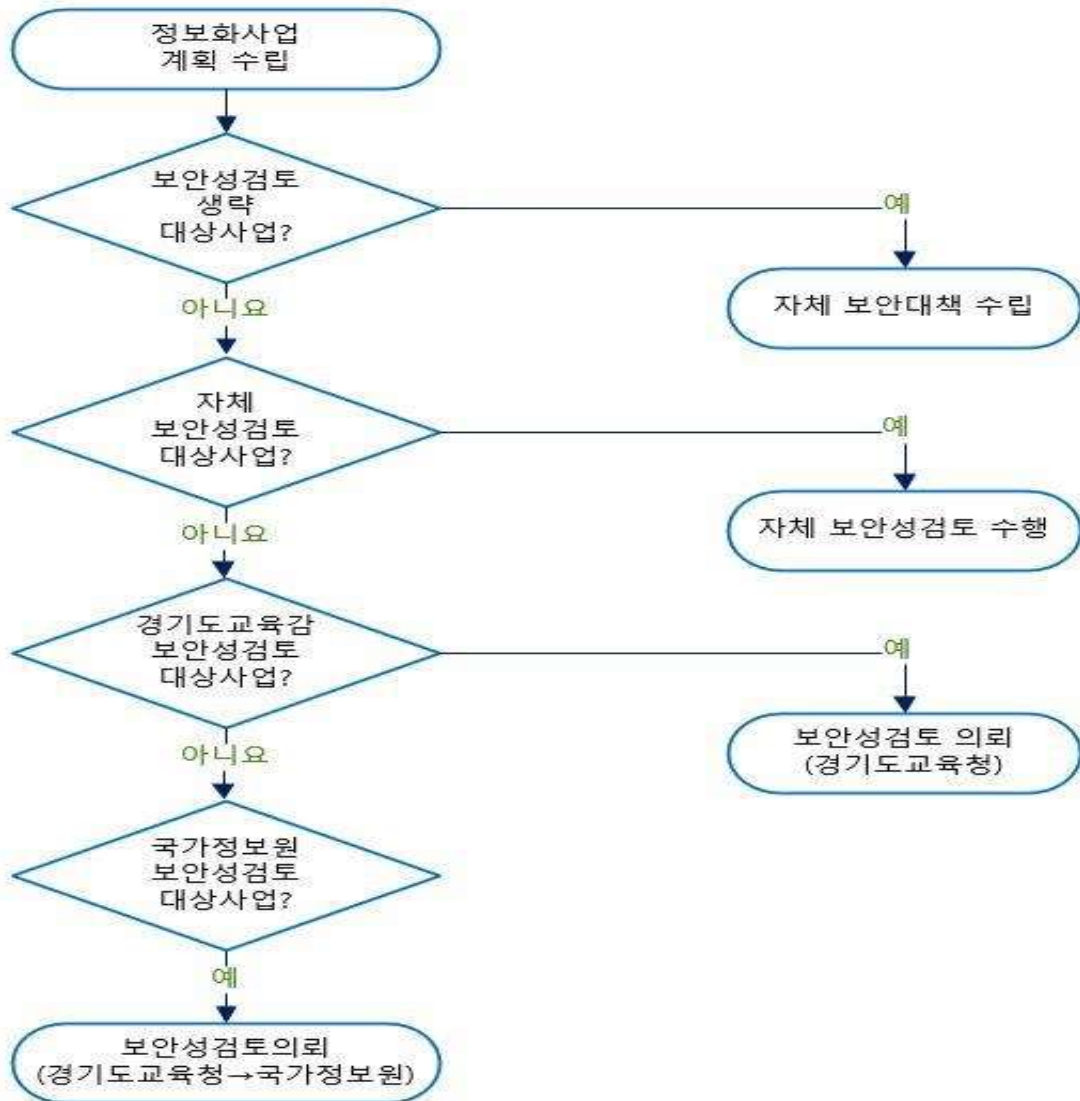 정보화사업
계획 수립
보안성검토
생략
대상사업?
예
자체 보안대책 수립
아니요
자체
보안성검토
대상사업?
예
자체 보안성검토 수행
아니요
경기도교육감
보안성검토
대상사업?
예
보안성검토 의뢰
(경기도교육청)
아니요
국가정보원
보안성검토
대상사업?
예
보안성검토의뢰
(경기도교육청→국가정보원)